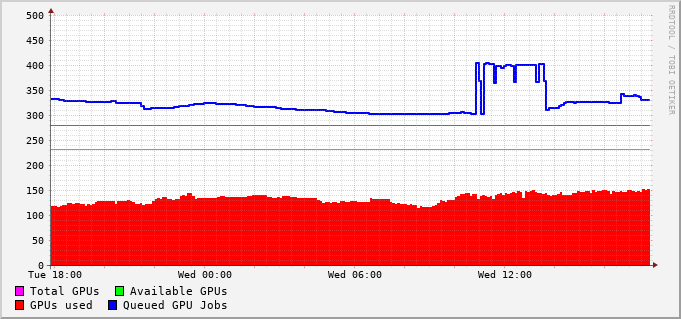 RRDTOOL / TOBI OETIKER
500
450
400
350
300
250
200
150
100
50
0
Tue 18:00 Wed 00:00 Wed 06:00 Wed 12:00
Total GPUs Available GPUs
GPUs used Queued GPU Jobs